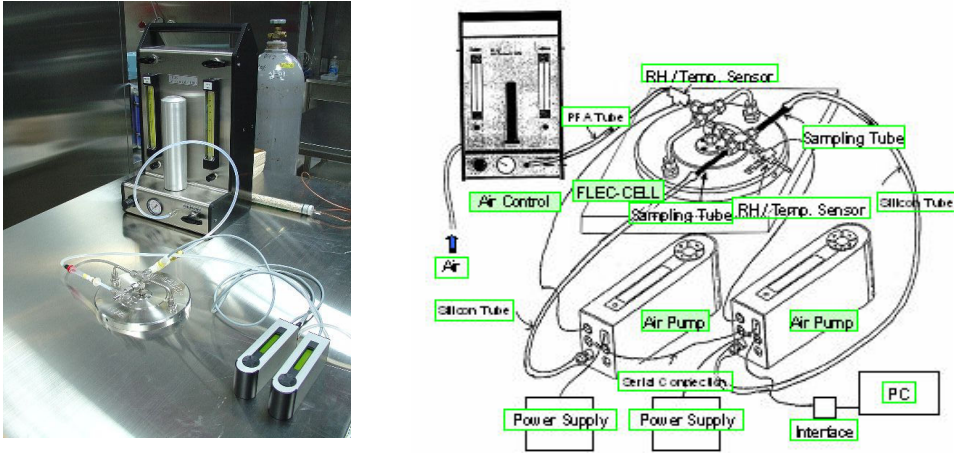 RH / Temp. Sensor
PFA Tube
Sampling Tube
FLEC-CELL
Air Control
Sampling Tube
RH / Temp. Sensor
Silicon Tube
Air
Silicon Tube
Air Pump
Air Pump
Serial Connection
PC
Power Supply
Power Supply
Interface